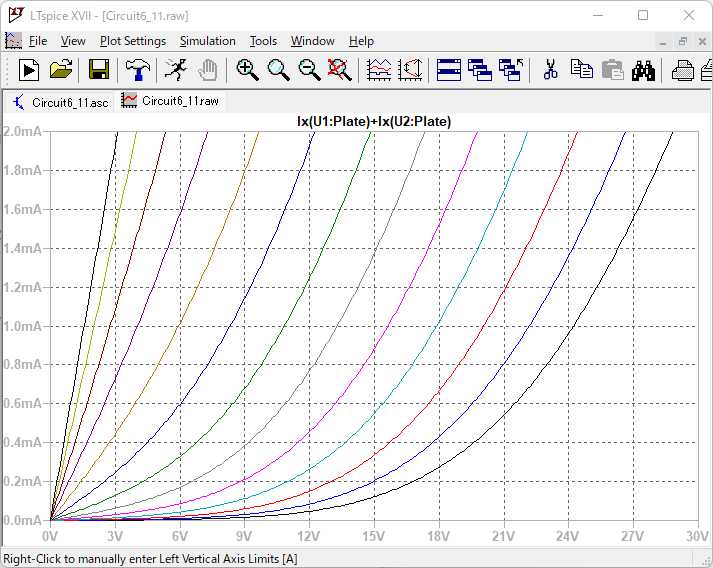 LTspice XVII - [Circuit6_11.raw]
File View Plot Settings Simulation Tools Window Help
Circuit6_11.asc Circuit6_11.raw
Ix(U1:Plate)+Ix(U2:Plate)
2.0mA
1.8mA
1.6mA
1.4mA
1.2mA
1.0mA
0.8mA
0.6mA
0.4mA
0.2mA
0.0mA
0V 3V 6V 9V 12V 15V 18V 21V 24V 27V 30V
Right-Click to manually enter Left Vertical Axis Limits [A]